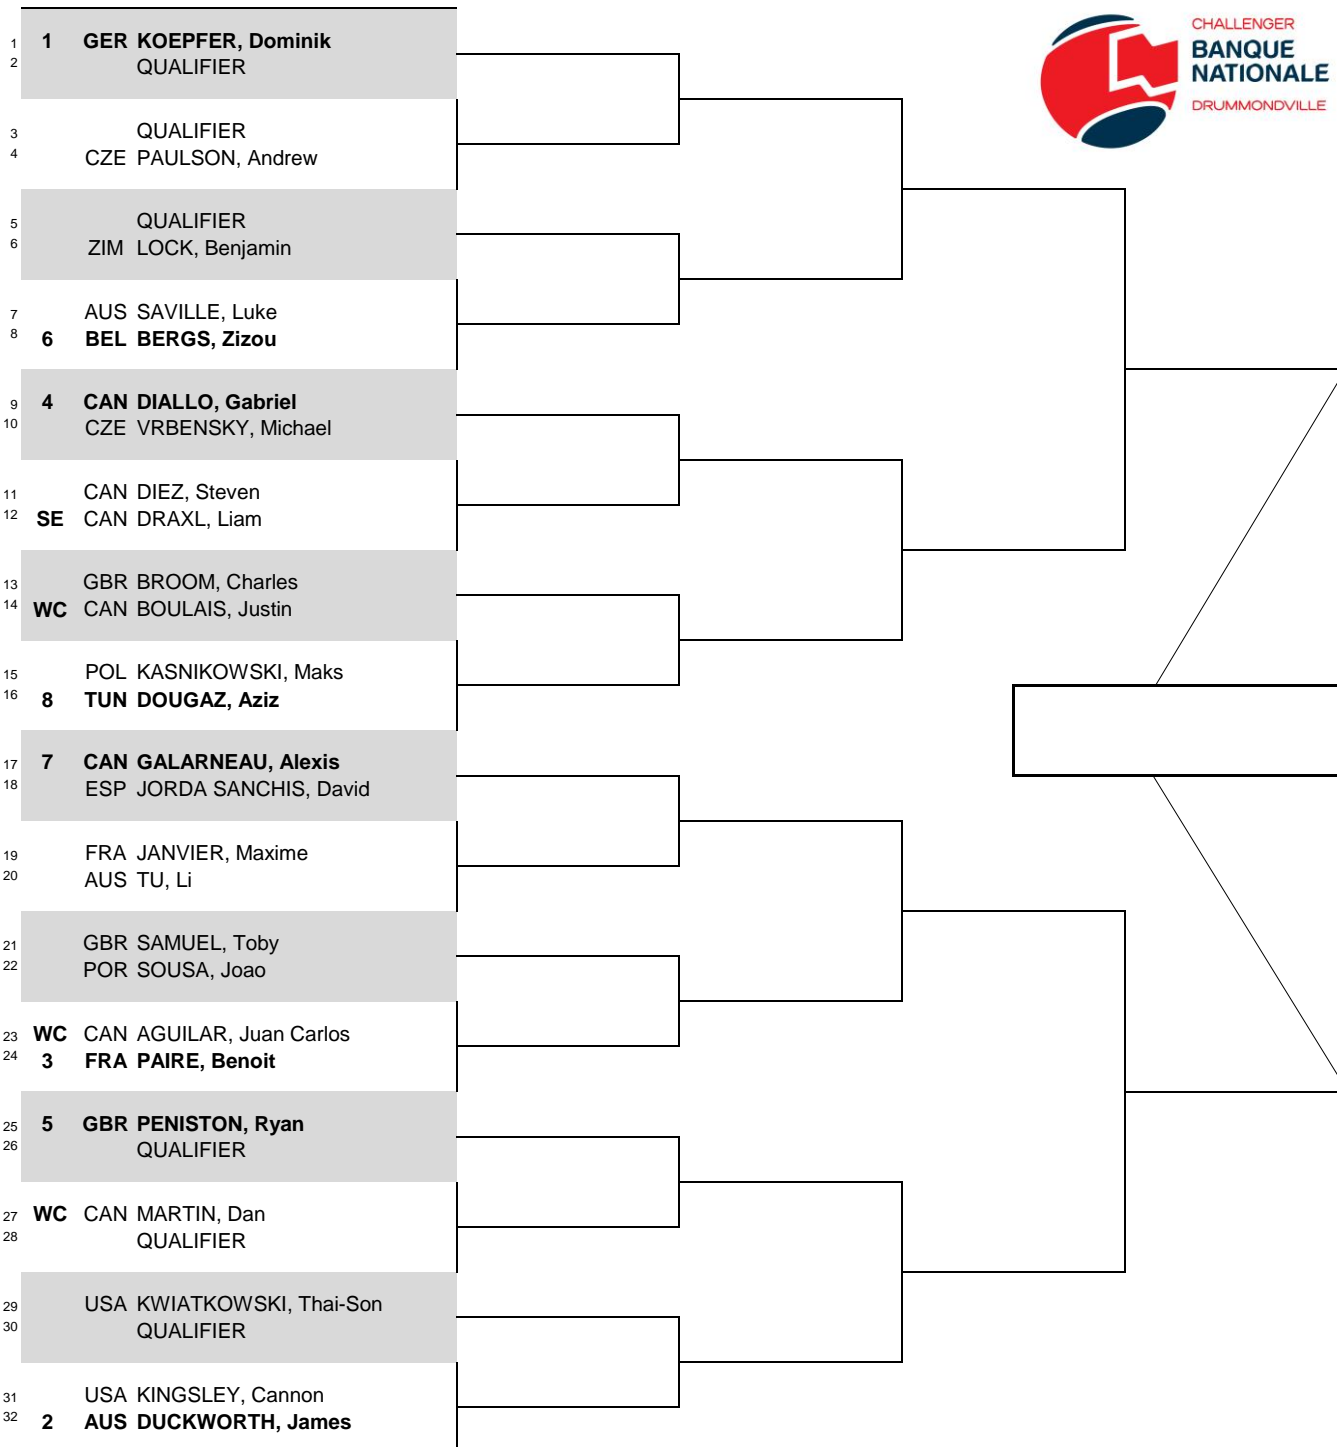 CHALLENGER
BANQUE
NATIONALE
DRUMMONDVILLE
1 1 GER KOEPFER, Dominik
2 QUALIFIER
3 QUALIFIER
4 CZE PAULSON, Andrew
5 QUALIFIER
6 ZIM LOCK, Benjamin
7 AUS SAVILLE, Luke
8 6 BEL BERGS, Zizou
9 4 CAN DIALLO, Gabriel
10 CZE VRBENSKY, Michael
11 CAN DIEZ, Steven
12 SE CAN DRAXL, Liam
13 GBR BROOM, Charles
14 WC CAN BOULAIS, Justin
15 POL KASNIKOWSKI, Maks
16 8 TUN DOUGAZ, Aziz
17 7 CAN GALARNEAU, Alexis
18 ESP JORDA SANCHIS, David
19 FRA JANVIER, Maxime
20 AUS TU, Li
21 GBR SAMUEL, Toby
22 POR SOUSA, Joao
23 WC CAN AGUILAR, Juan Carlos
24 3 FRA PAIRE, Benoit
25 5 GBR PENISTON, Ryan
26 QUALIFIER
27 WC CAN MARTIN, Dan
28 QUALIFIER
29 USA KWIATKOWSKI, Thai-Son
30 QUALIFIER
31 USA KINGSLEY, Cannon
32 2 AUS DUCKWORTH, James